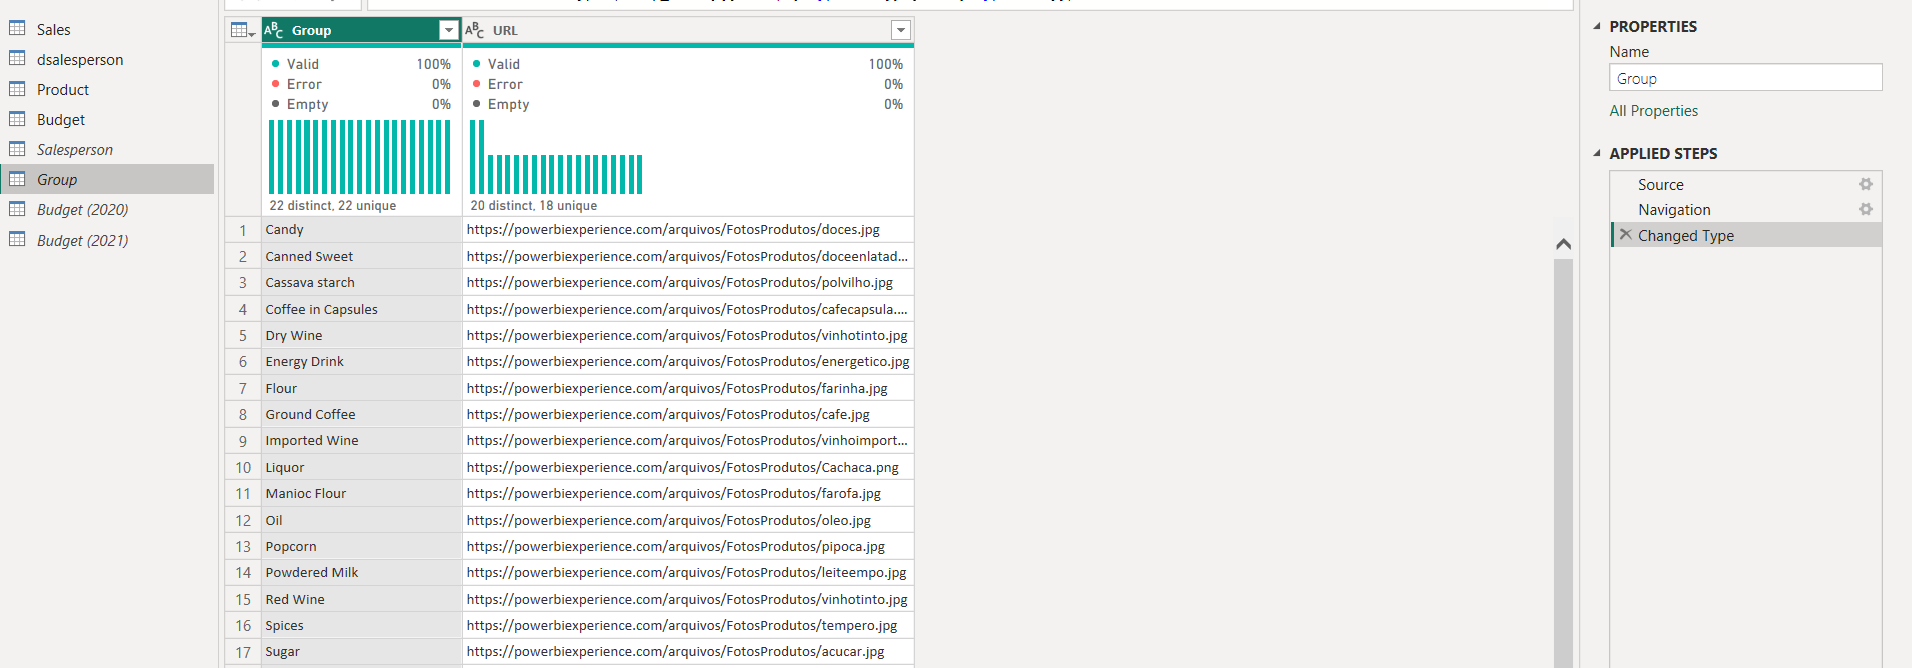 Sales
dsalesperson
Product
Budget
Salesperson
Group
Budget (2020)
Budget (2021)
ABC Group
ABC URL
Valid 100%
Error 0%
Empty 0%
22 distinct, 22 unique
Valid 100%
Error 0%
Empty 0%
20 distinct, 18 unique
1 Candy https://powerbiexperience.com/arquivos/FotosProdutos/doces.jpg
2 Canned Sweet https://powerbiexperience.com/arquivos/FotosProdutos/doceenlatad...
3 Cassava starch https://powerbiexperience.com/arquivos/FotosProdutos/polvilho.jpg
4 Coffee in Capsules https://powerbiexperience.com/arquivos/FotosProdutos/cafecapsula....
5 Dry Wine https://powerbiexperience.com/arquivos/FotosProdutos/vinhotinto.jpg
6 Energy Drink https://powerbiexperience.com/arquivos/FotosProdutos/energetico.jpg
7 Flour https://powerbiexperience.com/arquivos/FotosProdutos/farinha.jpg
8 Ground Coffee https://powerbiexperience.com/arquivos/FotosProdutos/cafe.jpg
9 Imported Wine https://powerbiexperience.com/arquivos/FotosProdutos/vinhoimport...
10 Liquor https://powerbiexperience.com/arquivos/FotosProdutos/Cachaca.png
11 Manioc Flour https://powerbiexperience.com/arquivos/FotosProdutos/farofa.jpg
12 Oil https://powerbiexperience.com/arquivos/FotosProdutos/oleo.jpg
13 Popcorn https://powerbiexperience.com/arquivos/FotosProdutos/pipoca.jpg
14 Powdered Milk https://powerbiexperience.com/arquivos/FotosProdutos/leiteempo.jpg
15 Red Wine https://powerbiexperience.com/arquivos/FotosProdutos/vinhotinto.jpg
16 Spices https://powerbiexperience.com/arquivos/FotosProdutos/tempero.jpg
17 Sugar https://powerbiexperience.com/arquivos/FotosProdutos/acucar.jpg
PROPERTIES
Name
Group
All Properties
APPLIED STEPS
Source
Navigation
Changed Type